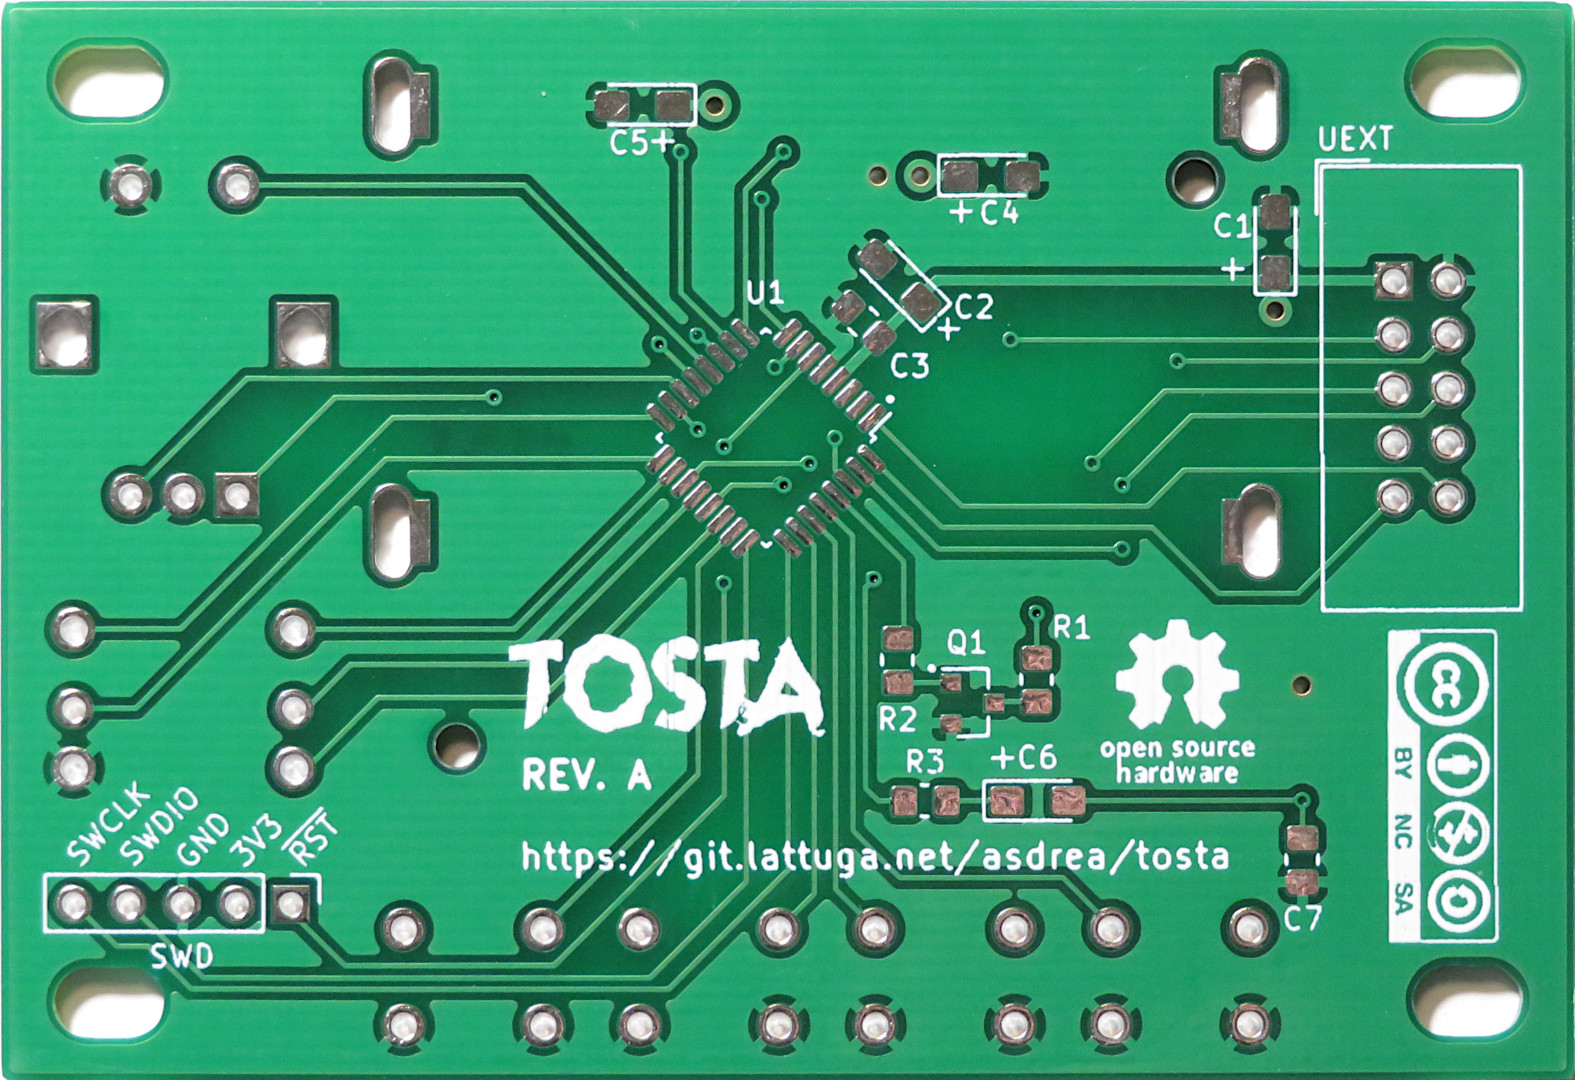 UEXT
C5+
+C4
C1
+
U1
C2
+
C3
R1
Q1
R2
TOSTA
REV. A
R3
+C6
open source
hardware
cc
BY NC SA
SWCLK
SWDIO
GND
3V3
RST
https://git.lattuga.net/asdrea/tosta
SWD
C7